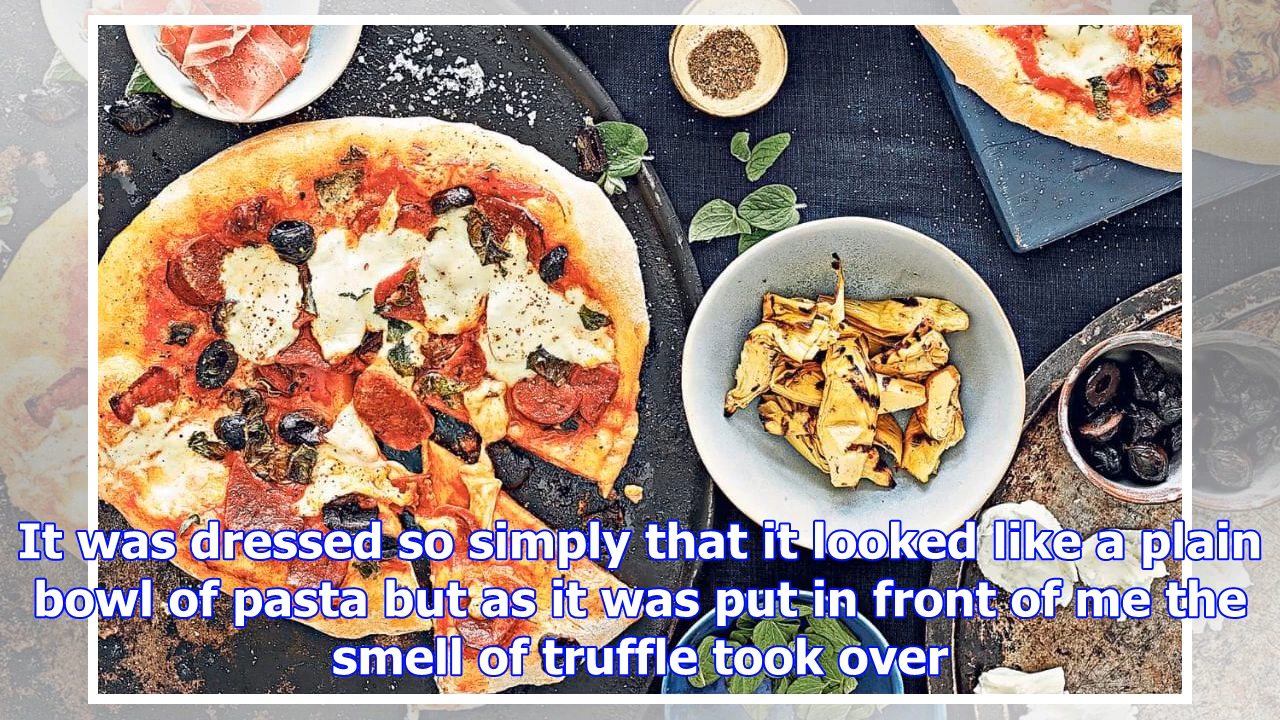 It was dressed so simply that it looked like a plain
bowl of pasta but as it was put in front of me the
smell of truffle took over